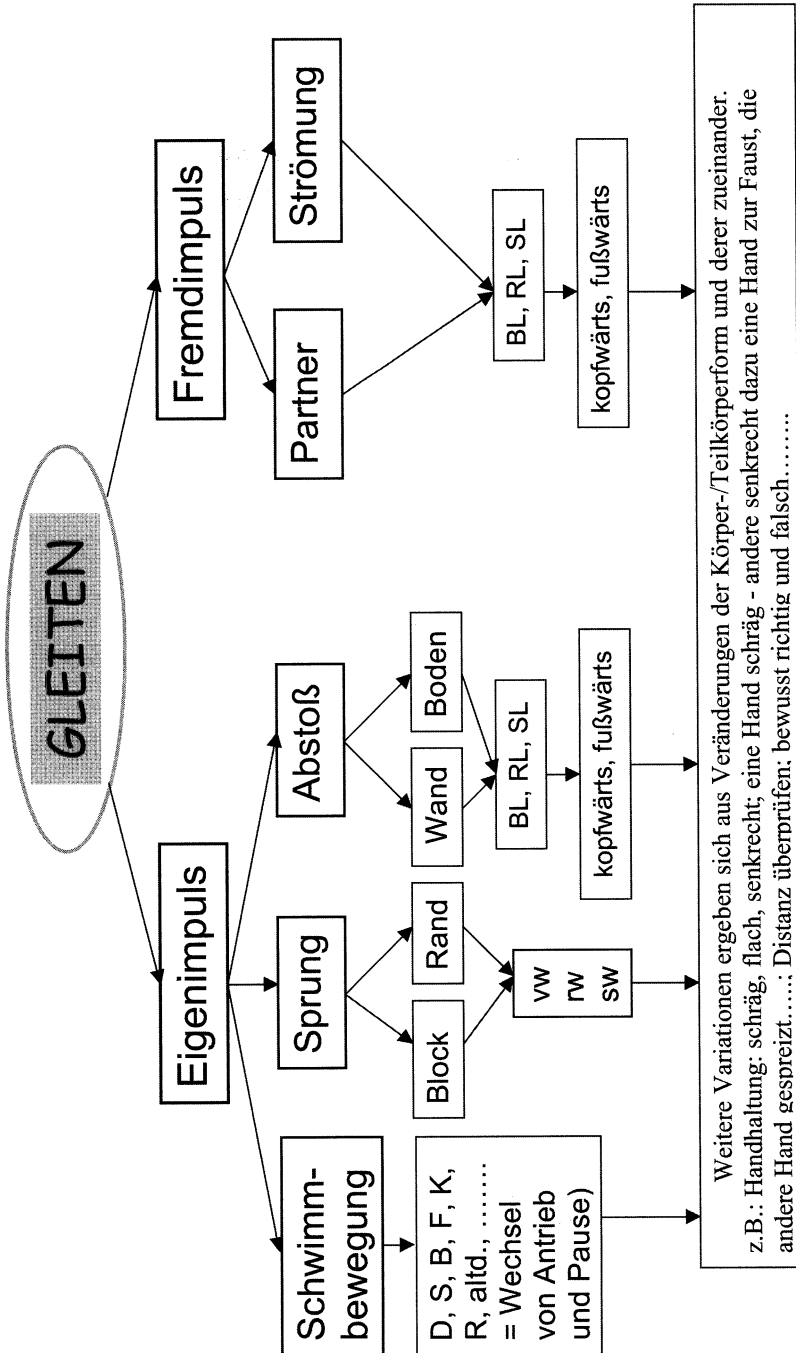 GLEITEN
Eigenimpuls
Fremdimpuls
Schwimm-
bewegung
Sprung
Abstoß
Partner
Strömung
D, S, B, F, K,
R, altd., .......
= Wechsel
von Antrieb
und Pause)
Block
Rand
Wand
Boden
vw
rw
sw
BL, RL, SL
BL, RL, SL
kopfwärts, fußwärts
kopfwärts, fußwärts
Weitere Variationen ergeben sich aus Veränderungen der Körper-/Teilkörperform und derer zueinander.
z.B.: Handhaltung: schräg, flach, senkrecht; eine Hand schräg - andere senkrecht dazu eine Hand zur Faust, die
andere Hand gespreizt.....; Distanz überprüfen; bewusst richtig und falsch.........